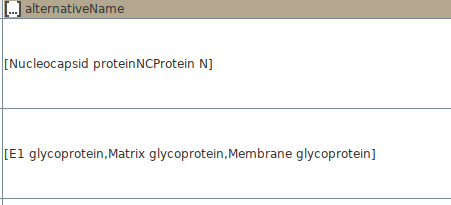 [...] alternativeName
[Nucleocapsid proteinNCProtein N]
[E1 glycoprotein,Matrix glycoprotein,Membrane glycoprotein]